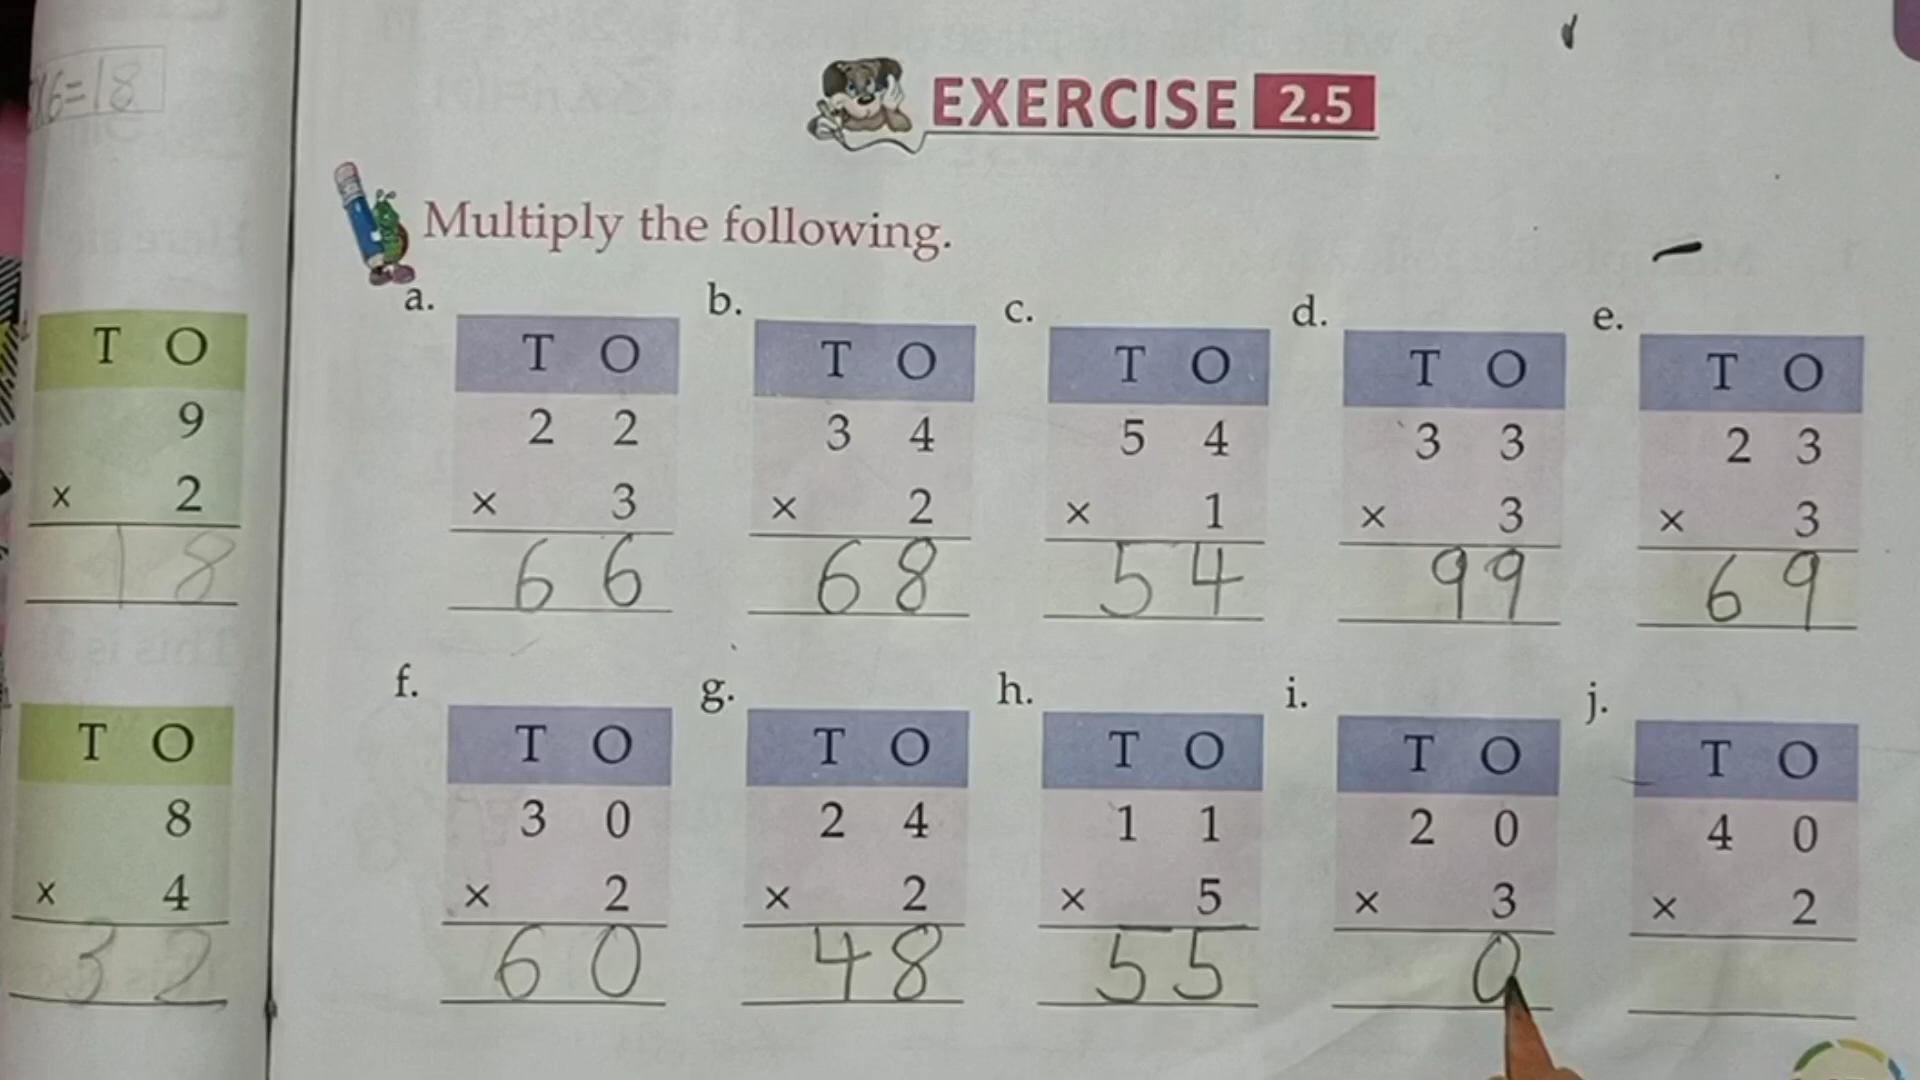 ×6=18
EXERCISE 2.5
Multiply the following.
a. b. c. d. e.
T O T O T O T O T O T O
9 2 2 3 4 5 4 3 3 2 3
× 2 × 3 × 2 × 1 × 3 × 3
18 66 68 54 99 69
f. g. h. i. j.
T O T O T O T O T O T O
8 3 0 2 4 1 1 2 0 4 0
× 4 × 2 × 2 × 5 × 3 × 2
32 60 48 55 0